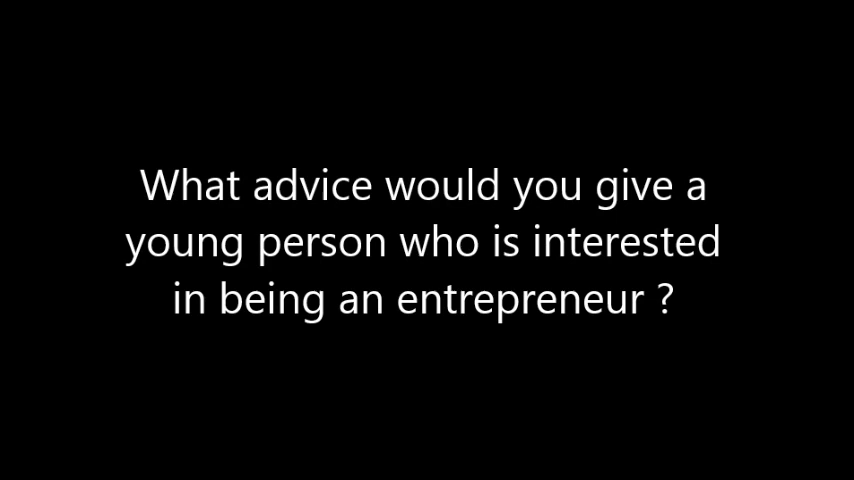 What advice would you give a
young person who is interested
in being an entrepreneur ?